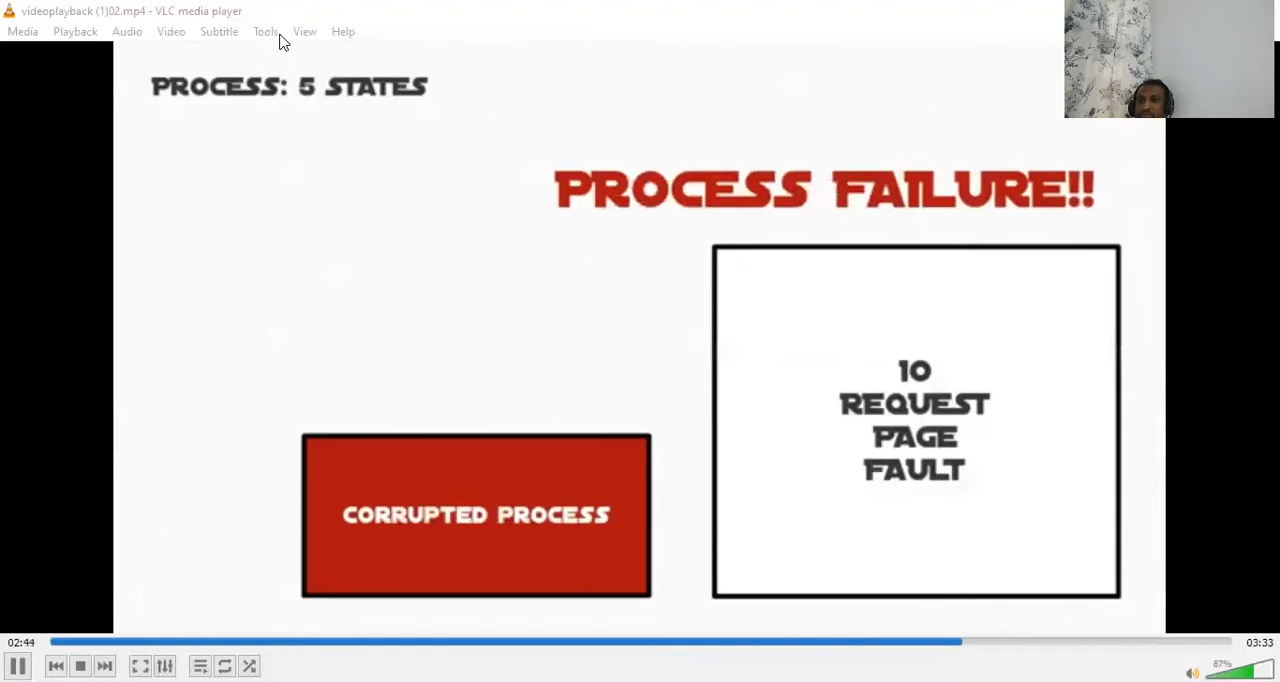 videoplayback (1)02.mp4 - VLC media player
Media Playback Audio Video Subtitle Tools View Help
PROCESS: 5 STATES
PROCESS FAILURE!!
10
REQUEST
PAGE
FAULT
CORRUPTED PROCESS
02:44
03:33
87%